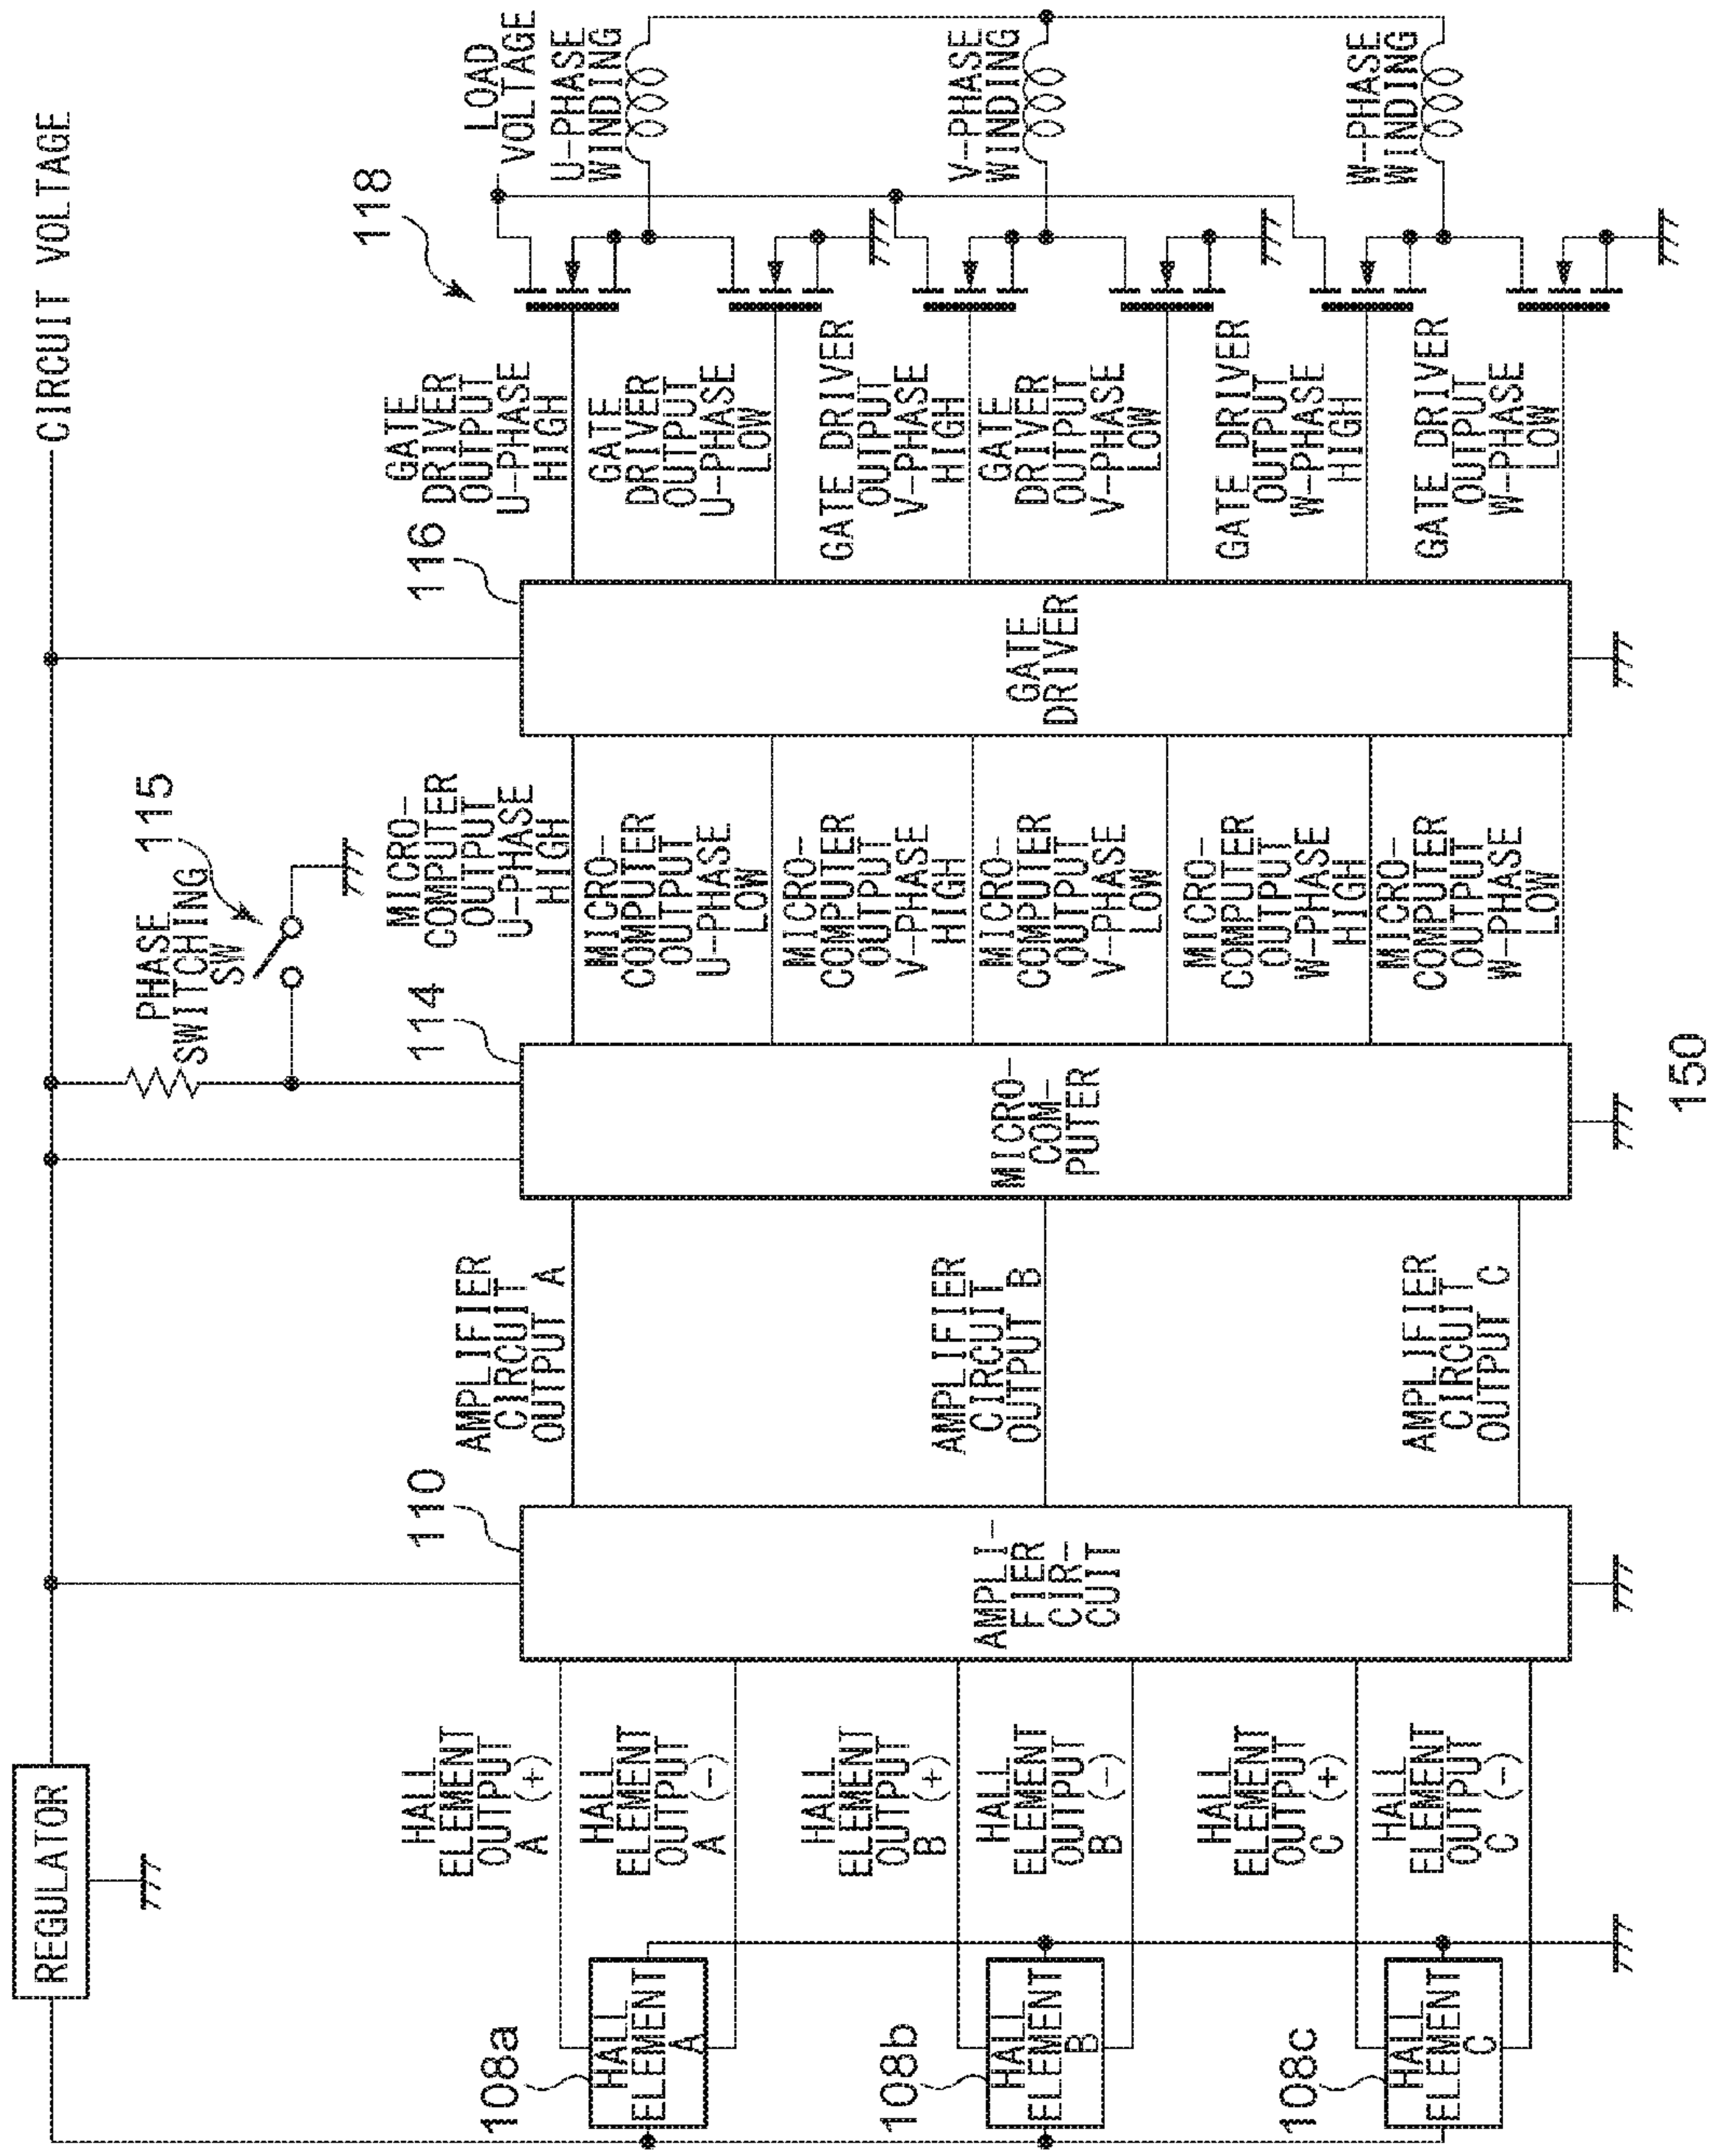 REGULATOR
CIRCUIT VOLTAGE
PHASE
SWITCHING
SW
115
108a
HALL
ELEMENT
A
108b
HALL
ELEMENT
B
108c
HALL
ELEMENT
C
HALL
ELEMENT
OUTPUT
A (+)
HALL
ELEMENT
OUTPUT
A (-)
HALL
ELEMENT
OUTPUT
B (+)
HALL
ELEMENT
OUTPUT
B (-)
HALL
ELEMENT
OUTPUT
C (+)
HALL
ELEMENT
OUTPUT
C (-)
110
AMPLI-
FIER
CIR-
CUIT
AMPLIFIER
CIRCUIT
OUTPUT A
AMPLIFIER
CIRCUIT
OUTPUT B
AMPLIFIER
CIRCUIT
OUTPUT C
114
MICRO-
COM-
PUTER
MICRO-
COMPUTER
OUTPUT
U-PHASE
HIGH
MICRO-
COMPUTER
OUTPUT
U-PHASE
LOW
MICRO-
COMPUTER
OUTPUT
V-PHASE
HIGH
MICRO-
COMPUTER
OUTPUT
V-PHASE
LOW
MICRO-
COMPUTER
OUTPUT
W-PHASE
HIGH
MICRO-
COMPUTER
OUTPUT
W-PHASE
LOW
116
GATE
DRIVER
GATE
DRIVER
OUTPUT
U-PHASE
HIGH
GATE
DRIVER
OUTPUT
U-PHASE
LOW
GATE DRIVER
OUTPUT
V-PHASE
HIGH
GATE
DRIVER
OUTPUT
V-PHASE
LOW
GATE DRIVER
OUTPUT
W-PHASE
HIGH
GATE DRIVER
OUTPUT
W-PHASE
LOW
118
LOAD
VOLTAGE
U-PHASE
WINDING
V-PHASE
WINDING
W-PHASE
WINDING
150